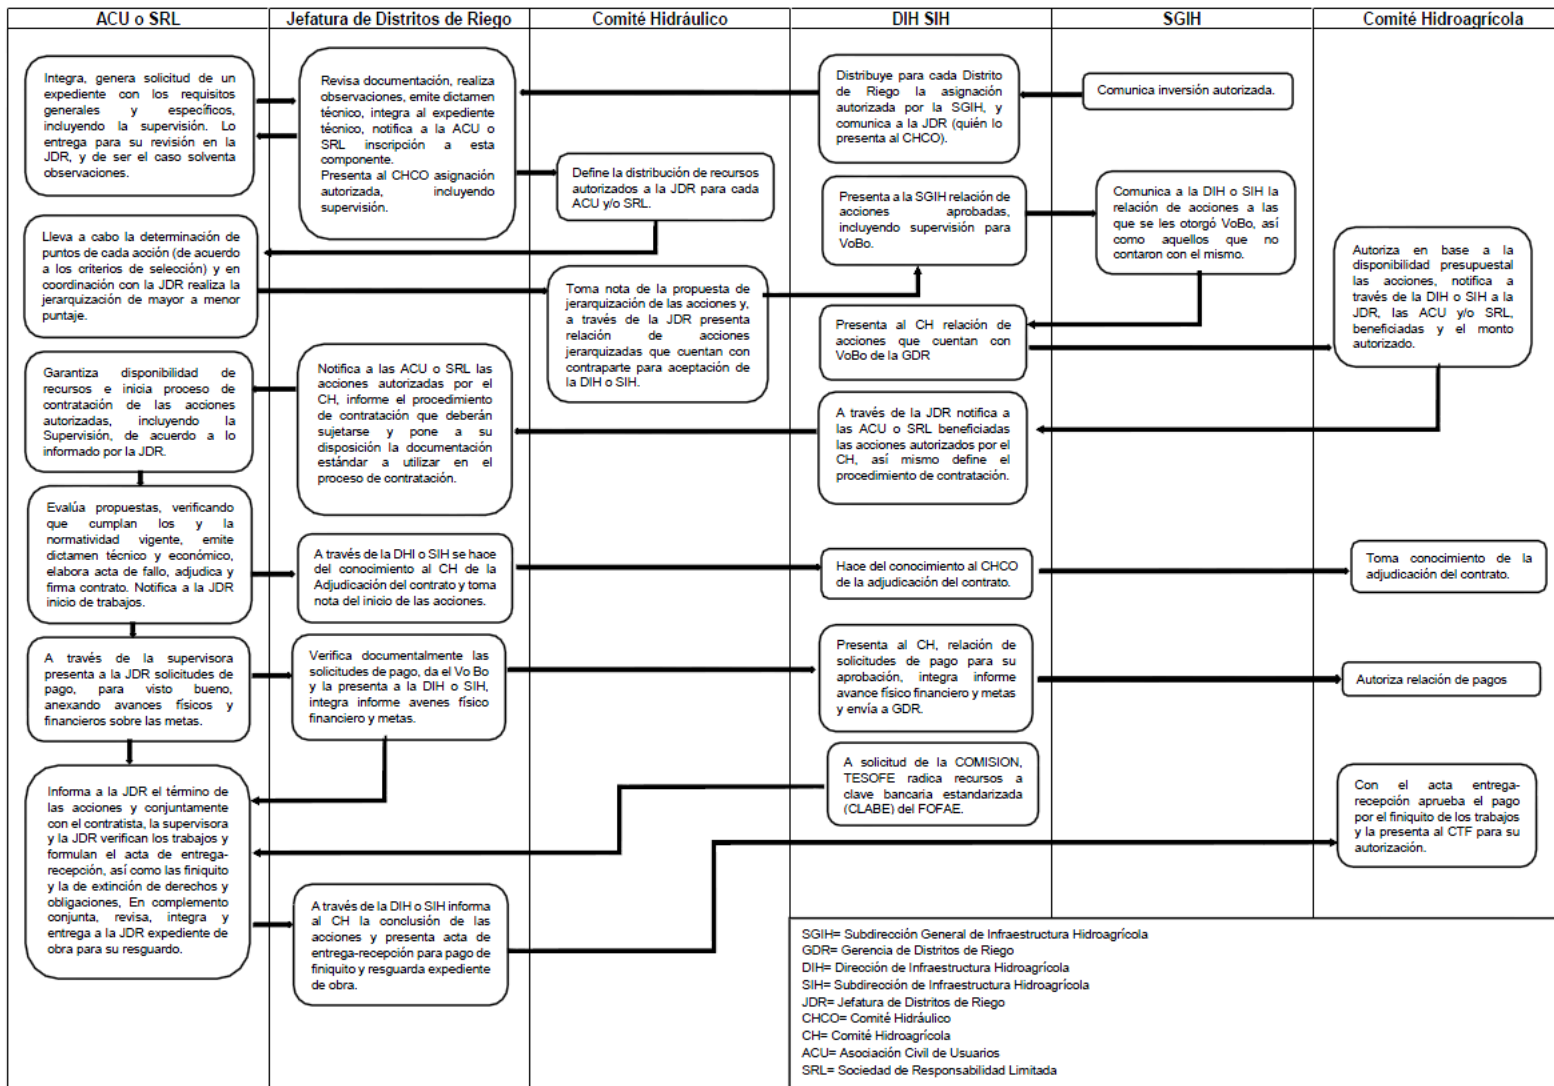 ACU o SRL
Jefatura de Distritos de Riego
Comité Hidráulico
DIH SIH
SGIH
Comité Hidroagrícola
Integra, genera solicitud de un
expediente con los requisitos
generales y específicos,
incluyendo la supervisión. Lo
entrega para su revisión en la
JDR, y de ser el caso solventa
observaciones.
Revisa documentación, realiza
observaciones, emite dictamen
técnico, integra al expediente
técnico, notifica a la ACU o
SRL inscripción a esta
componente.
Presenta al CHCO asignación
autorizada, incluyendo
supervisión.
Define la distribución de recursos
autorizados a la JDR para cada
ACU y/o SRL.
Distribuye para cada Distrito
de Riego la asignación
autorizada por la SGIH, y
comunica a la JDR (quién lo
presenta al CHCO).
Comunica inversión autorizada.
Presenta a la SGIH relación de
acciones aprobadas,
incluyendo supervisión para
VoBo.
Comunica a la DIH o SIH la
relación de acciones a las
que se les otorgó VoBo, así
como aquellos que no
contaron con el mismo.
Lleva a cabo la determinación de
puntos de cada acción (de acuerdo
a los criterios de selección) y en
coordinación con la JDR realiza la
jerarquización de mayor a menor
puntaje.
Toma nota de la propuesta de
jerarquización de las acciones y,
a través de la JDR presenta
relación de acciones
jerarquizadas que cuentan con
contraparte para aceptación de
la DIH o SIH.
Presenta al CH relación de
acciones que cuentan con
VoBo de la GDR
Autoriza en base a la
disponibilidad presupuestal
las acciones, notifica a
través de la DIH o SIH a la
JDR, las ACU y/o SRL,
beneficiadas y el monto
autorizado.
Garantiza disponibilidad de
recursos e inicia proceso de
contratación de las acciones
autorizadas, incluyendo la
Supervisión, de acuerdo a lo
informado por la JDR.
Notifica a las ACU o SRL las
acciones autorizadas por el
CH, informe el procedimiento
de contratación que deberán
sujetarse y pone a su
disposición la documentación
estándar a utilizar en el
proceso de contratación.
A través de la JDR notifica a
las ACU o SRL beneficiadas
las acciones autorizados por el
CH, así mismo define el
procedimiento de contratación.
Evalúa propuestas, verificando
que cumplan los y la
normatividad vigente, emite
dictamen técnico y económico,
elabora acta de fallo, adjudica y
firma contrato. Notifica a la JDR
inicio de trabajos.
A través de la DHI o SIH se hace
del conocimiento al CH de la
Adjudicación del contrato y toma
nota del inicio de las acciones.
Hace del conocimiento al CHCO
de la adjudicación del contrato.
Toma conocimiento de la
adjudicación del contrato.
A través de la supervisora
presenta a la JDR solicitudes de
pago, para visto bueno,
anexando avances físicos y
financieros sobre las metas.
Verifica documentalmente las
solicitudes de pago, da el Vo Bo
y la presenta a la DIH o SIH,
integra informe avenes físico
financiero y metas.
Presenta al CH, relación de
solicitudes de pago para su
aprobación, integra informe
avance físico financiero y metas
y envía a GDR.
Autoriza relación de pagos
A solicitud de la COMISION,
TESOFE radica recursos a
clave bancaria estandarizada
(CLABE) del FOFAE.
Informa a la JDR el término de
las acciones y conjuntamente
con el contratista, la supervisora
y la JDR verifican los trabajos y
formulan el acta de entrega-
recepción, así como las finiquito
y la de extinción de derechos y
obligaciones, En complemento
conjunta, revisa, integra y
entrega a la JDR expediente de
obra para su resguardo.
Con el acta entrega-
recepción aprueba el pago
por el finiquito de los trabajos
y la presenta al CTF para su
autorización.
A través de la DIH o SIH informa
al CH la conclusión de las
acciones y presenta acta de
entrega-recepción para pago de
finiquito y resguarda expediente
de obra.
SGIH= Subdirección General de Infraestructura Hidroagrícola
GDR= Gerencia de Distritos de Riego
DIH= Dirección de Infraestructura Hidroagrícola
SIH= Subdirección de Infraestructura Hidroagrícola
JDR= Jefatura de Distritos de Riego
CHCO= Comité Hidráulico
CH= Comité Hidroagrícola
ACU= Asociación Civil de Usuarios
SRL= Sociedad de Responsabilidad Limitada